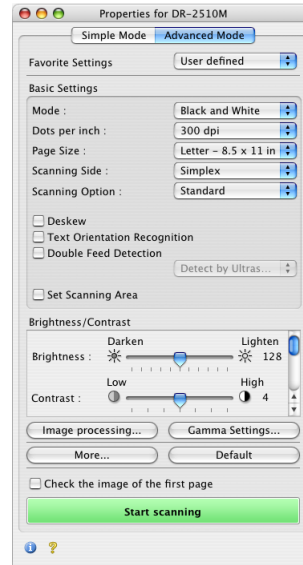 Properties for DR-2510M
Simple Mode Advanced Mode
Favorite Settings User defined
Basic Settings
Mode : Black and White
Dots per inch : 300 dpi
Page Size : Letter - 8.5 x 11 in
Scanning Side : Simplex
Scanning Option : Standard
Deskew
Text Orientation Recognition
Double Feed Detection
Detect by Ultras...
Set Scanning Area
Brightness/Contrast
Darken Lighten
Brightness : 128
Low High
Contrast : 4
Image processing... Gamma Settings...
More... Default
Check the image of the first page
Start scanning